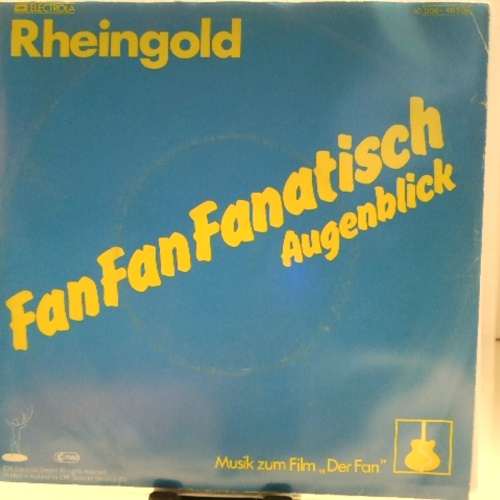 ELECTROLA
Rheingold
FanFanFanatisch
Augenblick
Musik zum Film „Der Fan"